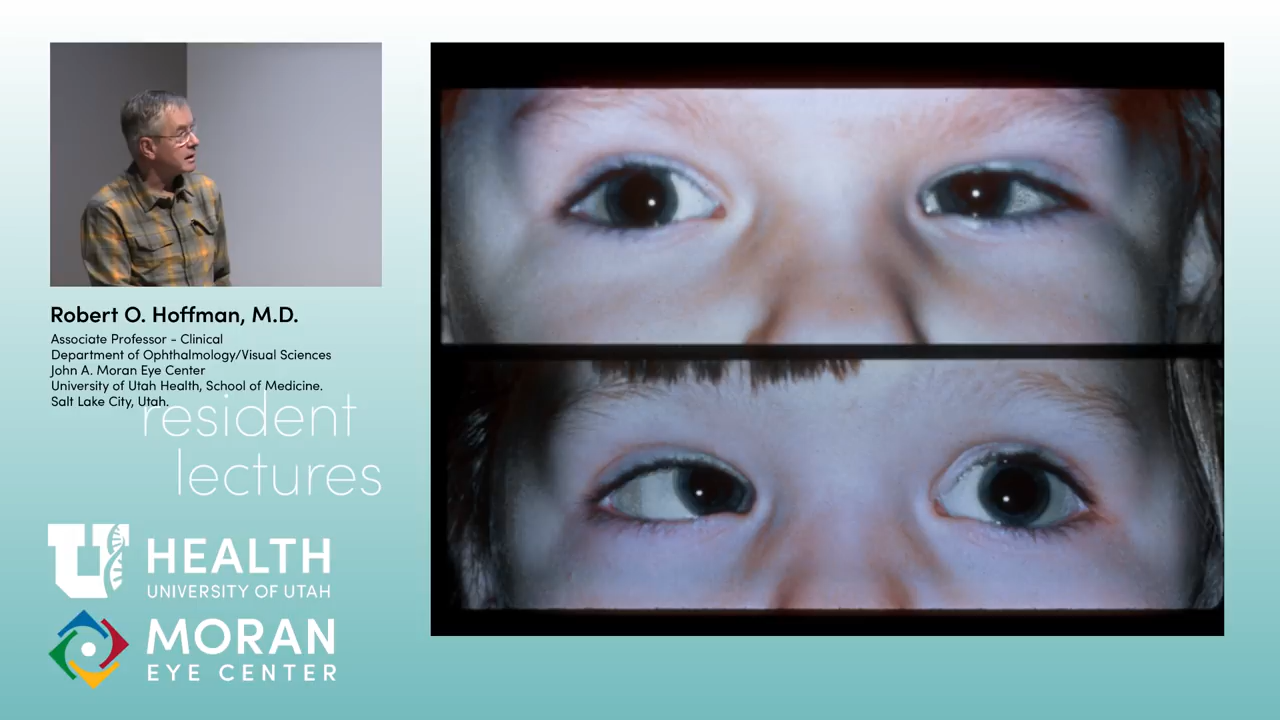 Robert O. Hoffman, M.D.
Associate Professor - Clinical
Department of Ophthalmology/Visual Sciences
John A. Moran Eye Center
University of Utah Health, School of Medicine.
Salt Lake City, Utah.
resident
lectures
U HEALTH
UNIVERSITY OF UTAH
MORAN
EYE CENTER